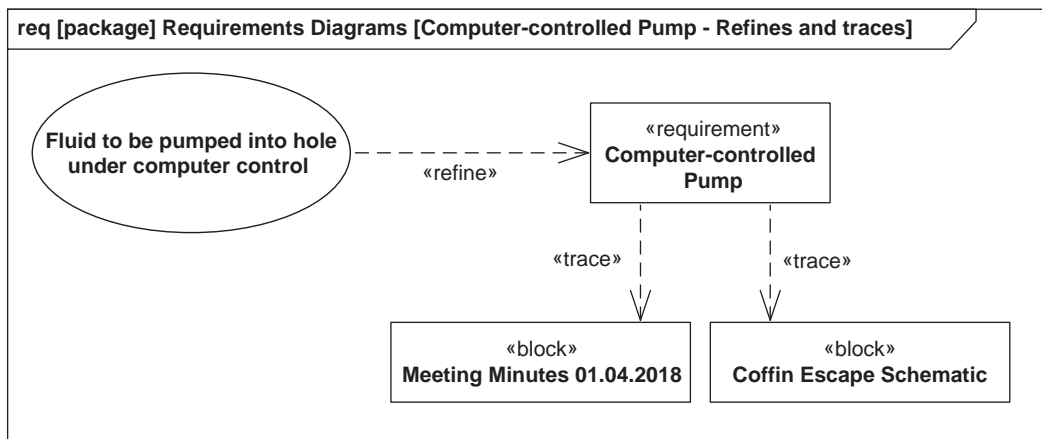 req [package] Requirements Diagrams [Computer-controlled Pump - Refines and traces]
Fluid to be pumped into hole
under computer control
«refine»
«requirement»
Computer-controlled
Pump
«trace»
«trace»
«block»
Meeting Minutes 01.04.2018
«block»
Coffin Escape Schematic